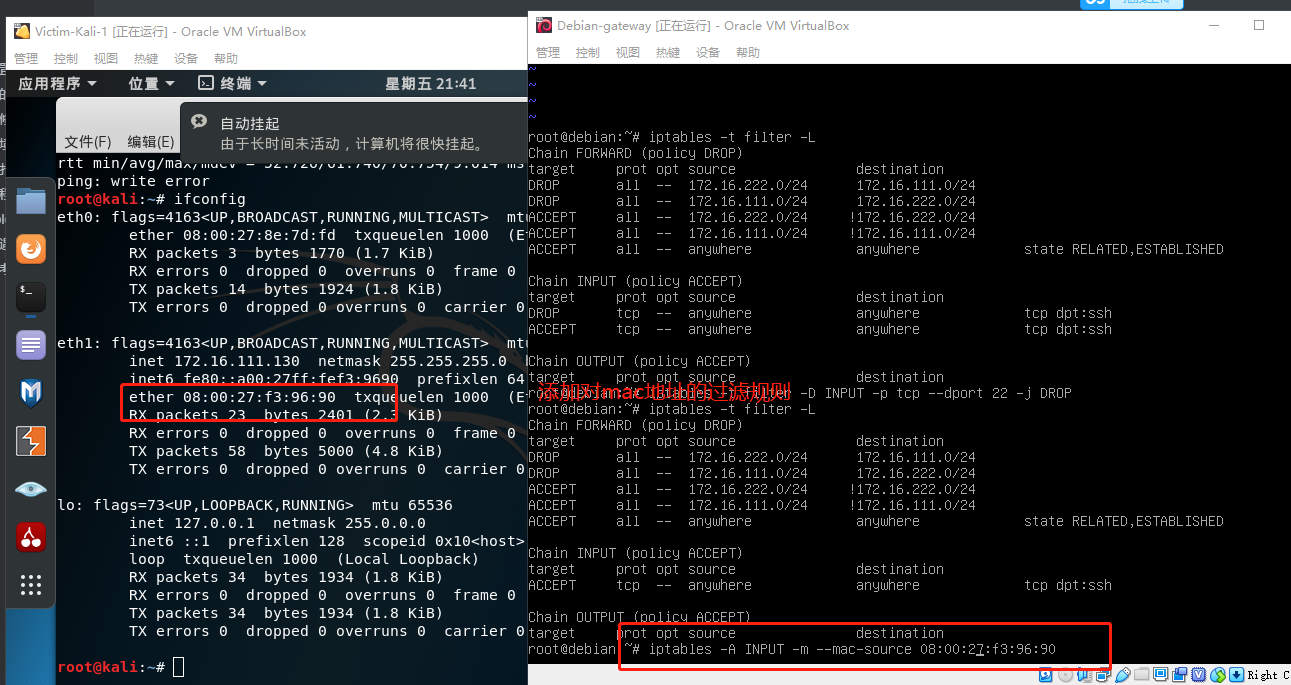 Victim-Kali-1 [正在运行] - Oracle VM VirtualBox
管理 控制 视图 热键 设备 帮助
应用程序 位置 终端 星期五 21:41
文件(F) 编辑(E)
自动挂起
由于长时间未活动，计算机将很快挂起。
ping: write error
root@kali:~# ifconfig
eth0: flags=4163<UP,BROADCAST,RUNNING,MULTICAST> mtu
ether 08:00:27:8e:7d:fd txqueuelen 1000 (E
RX packets 3 bytes 1770 (1.7 KiB)
RX errors 0 dropped 0 overruns 0 frame 0
TX packets 14 bytes 1924 (1.8 KiB)
TX errors 0 dropped 0 overruns 0 carrier 0
eth1: flags=4163<UP,BROADCAST,RUNNING,MULTICAST> mtu
inet 172.16.111.130 netmask 255.255.255.0
inet6 fe80::a00:27ff:fef3:9690 prefixlen 64
ether 08:00:27:f3:96:90 txqueuelen 1000 (E
RX packets 23 bytes 2401 (2.3 KiB)
RX errors 0 dropped 0 overruns 0 frame 0
TX packets 58 bytes 5000 (4.8 KiB)
TX errors 0 dropped 0 overruns 0 carrier 0
lo: flags=73<UP,LOOPBACK,RUNNING> mtu 65536
inet 127.0.0.1 netmask 255.0.0.0
inet6 ::1 prefixlen 128 scopeid 0x10<host>
loop txqueuelen 1000 (Local Loopback)
RX packets 34 bytes 1934 (1.8 KiB)
RX errors 0 dropped 0 overruns 0 frame 0
TX packets 34 bytes 1934 (1.8 KiB)
TX errors 0 dropped 0 overruns 0 carrier 0
root@kali:~#
Debian-gateway [正在运行] - Oracle VM VirtualBox
管理 控制 视图 热键 设备 帮助
~
~
~
~
root@debian:~# iptables -t filter -L
Chain FORWARD (policy DROP)
target prot opt source destination
DROP all -- 172.16.222.0/24 172.16.111.0/24
DROP all -- 172.16.111.0/24 172.16.222.0/24
ACCEPT all -- 172.16.222.0/24 !172.16.111.0/24
ACCEPT all -- 172.16.111.0/24 !172.16.222.0/24
ACCEPT all -- anywhere anywhere state RELATED,ESTABLISHED
Chain INPUT (policy ACCEPT)
target prot opt source destination
DROP tcp -- anywhere anywhere tcp dpt:ssh
ACCEPT tcp -- anywhere anywhere tcp dpt:ssh
Chain OUTPUT (policy ACCEPT)
target prot opt source destination
添加对mac地址的过滤规则
filter -D INPUT -p tcp --dport 22 -j DROP
root@debian:~# iptables -t filter -L
Chain FORWARD (policy DROP)
target prot opt source destination
DROP all -- 172.16.222.0/24 172.16.111.0/24
DROP all -- 172.16.111.0/24 172.16.222.0/24
ACCEPT all -- 172.16.222.0/24 !172.16.111.0/24
ACCEPT all -- 172.16.111.0/24 !172.16.222.0/24
ACCEPT all -- anywhere anywhere state RELATED,ESTABLISHED
Chain INPUT (policy ACCEPT)
target prot opt source destination
ACCEPT tcp -- anywhere anywhere tcp dpt:ssh
Chain OUTPUT (policy ACCEPT)
target prot opt source destination
root@debian:~# iptables -A INPUT -m --mac-source 08:00:27:f3:96:90
Right C